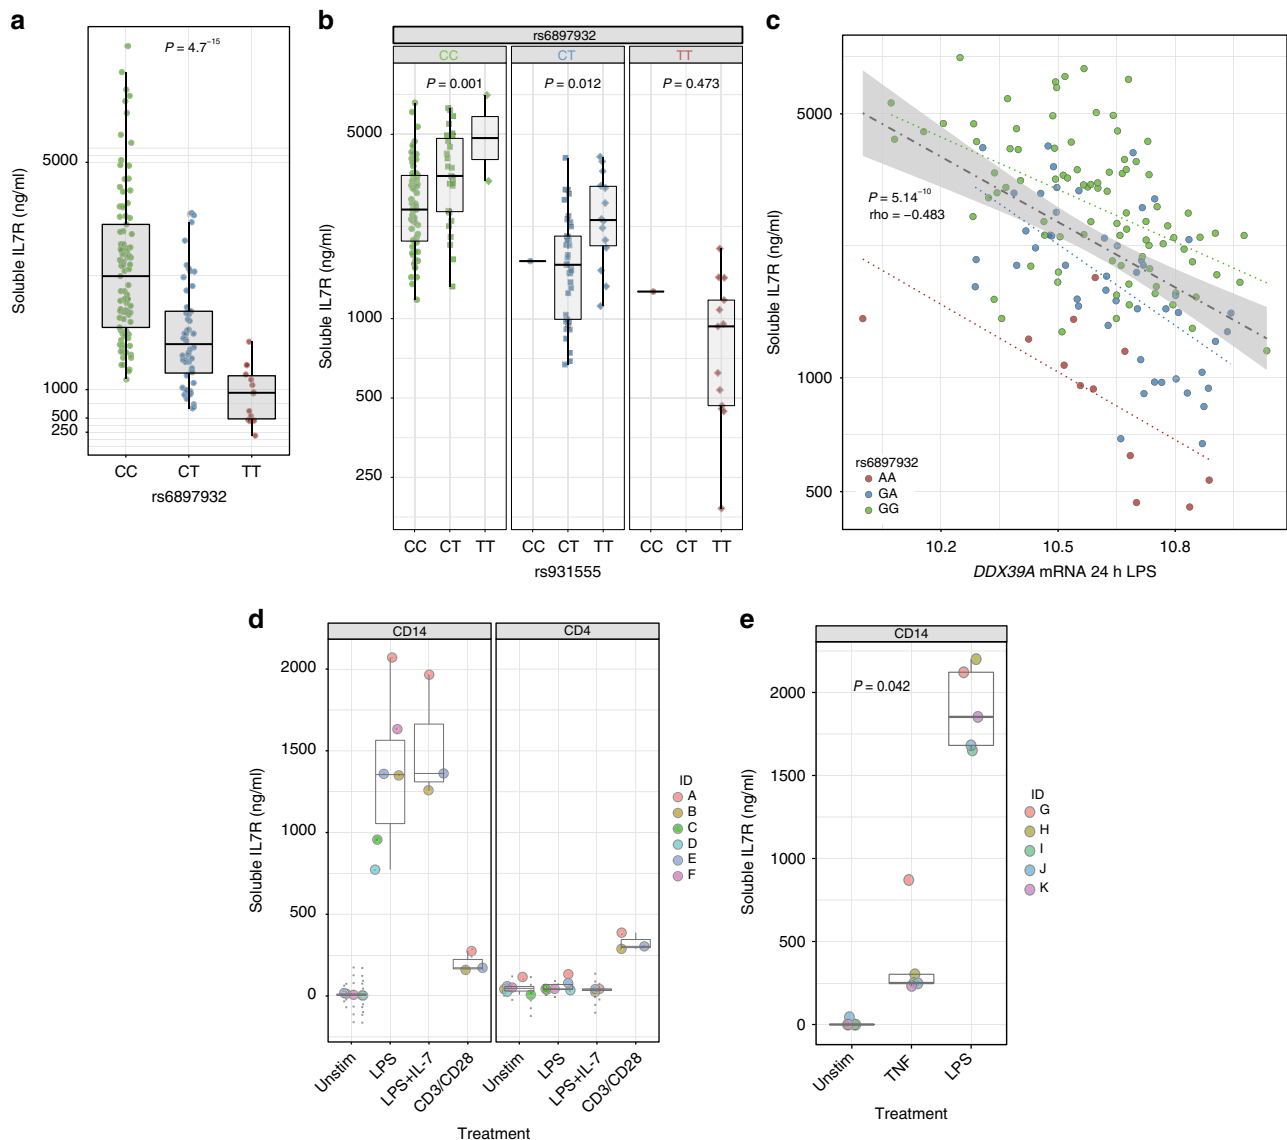 a
P = 4.7⁻¹⁵
Soluble IL7R (ng/ml)
5000
1000
500
250
CC CT TT
rs6897932
b
rs6897932
CC CT TT
P = 0.001 P = 0.012 P = 0.473
Soluble IL7R (ng/ml)
5000
1000
500
250
CC CT TT CC CT TT CC CT TT
rs931555
c
Soluble IL7R (ng/ml)
5000
1000
500
P = 5.14⁻¹⁰
rho = −0.483
rs6897932
AA
GA
GG
10.2 10.5 10.8
DDX39A mRNA 24 h LPS
d
CD14 CD4
Soluble IL7R (ng/ml)
2000
1500
1000
500
0
Unstim LPS LPS+IL-7 CD3/CD28 Unstim LPS LPS+IL-7 CD3/CD28
Treatment
ID
A
B
C
D
E
F
e
CD14
P = 0.042
Soluble IL7R (ng/ml)
2000
1500
1000
500
0
Unstim TNF LPS
Treatment
ID
G
H
I
J
K